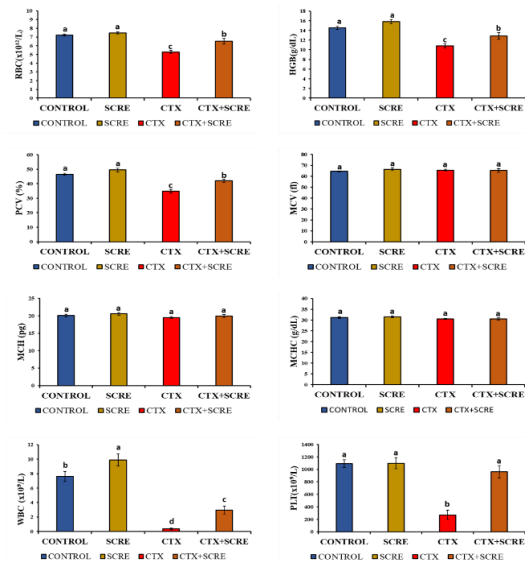 RBC(x10¹²/L)
10
9
8
7
6
5
4
3
2
1
0
a
a
c
b
CONTROL SCRE CTX CTX+SCRE
CONTROL SCRE CTX CTX+SCRE
HGB(g/dL)
18
16
14
12
10
8
6
4
2
0
a
a
c
b
CONTROL SCRE CTX CTX+SCRE
CONTROL SCRE CTX CTX+SCRE
PCV (%)
60
50
40
30
20
10
0
a
a
c
b
CONTROL SCRE CTX CTX+SCRE
CONTROL SCRE CTX CTX+SCRE
MCV (fl)
80
70
60
50
40
30
20
10
0
a
a
a
a
CONTROL SCRE CTX CTX+SCRE
CONTROL SCRE CTX CTX+SCRE
MCH (pg)
25
20
15
10
5
0
a
a
a
a
CONTROL SCRE CTX CTX+SCRE
CONTROL SCRE CTX CTX+SCRE
MCHC (g/dL)
40
35
30
25
20
15
10
5
0
a
a
a
a
CONTROL SCRE CTX CTX+SCRE
CONTROL SCRE CTX CTX+SCRE
WBC (x10⁹/L)
12
10
8
6
4
2
0
b
a
d
c
CONTROL SCRE CTX CTX+SCRE
CONTROL SCRE CTX CTX+SCRE
PLT(x10⁹/L)
1400
1200
1000
800
600
400
200
0
a
a
b
a
CONTROL SCRE CTX CTX+SCRE
CONTROL SCRE CTX CTX+SCRE